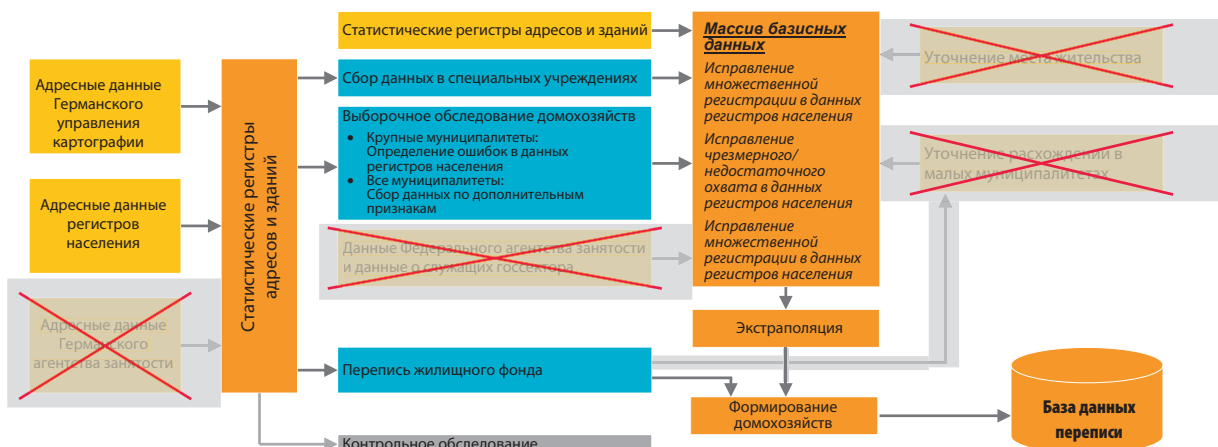 Адресные данные
Германского
управления
картографии
Адресные данные
регистров
населения
Адресные данные
Германского
агентства занятости
Статистические регистры
адресов и зданий
Статистические регистры адресов и зданий
Сбор данных в специальных учреждениях
Выборочное обследование домохозяйств
• Крупные муниципалитеты:
Определение ошибок в данных
регистров населения
• Все муниципалитеты:
Сбор данных по дополнительным
признакам
Данные Федерального агентства занятости
и данные о служащих госсектора
Перепись жилищного фонда
Контрольное обследование
Массив базисных
данных
Исправление
множественной
регистрации в данных
регистров населения
Исправление
чрезмерного/
недостаточного
охвата в данных
регистров населения
Исправление
множественной
регистрации в данных
регистров населения
Экстраполяция
Формирование
домохозяйств
Уточнение места жительства
Уточнение расхождений в
малых муниципалитетах
База данных
переписи